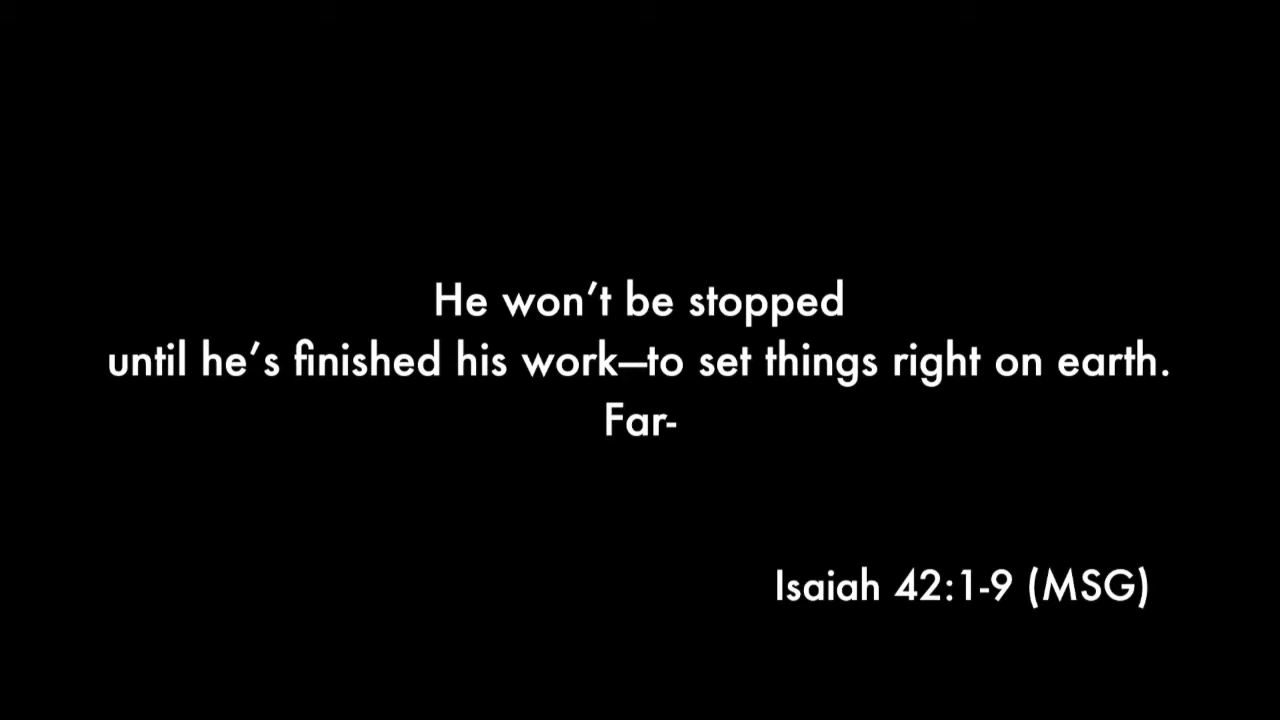 He won’t be stopped
until he’s finished his work—to set things right on earth.
Far-
Isaiah 42:1-9 (MSG)